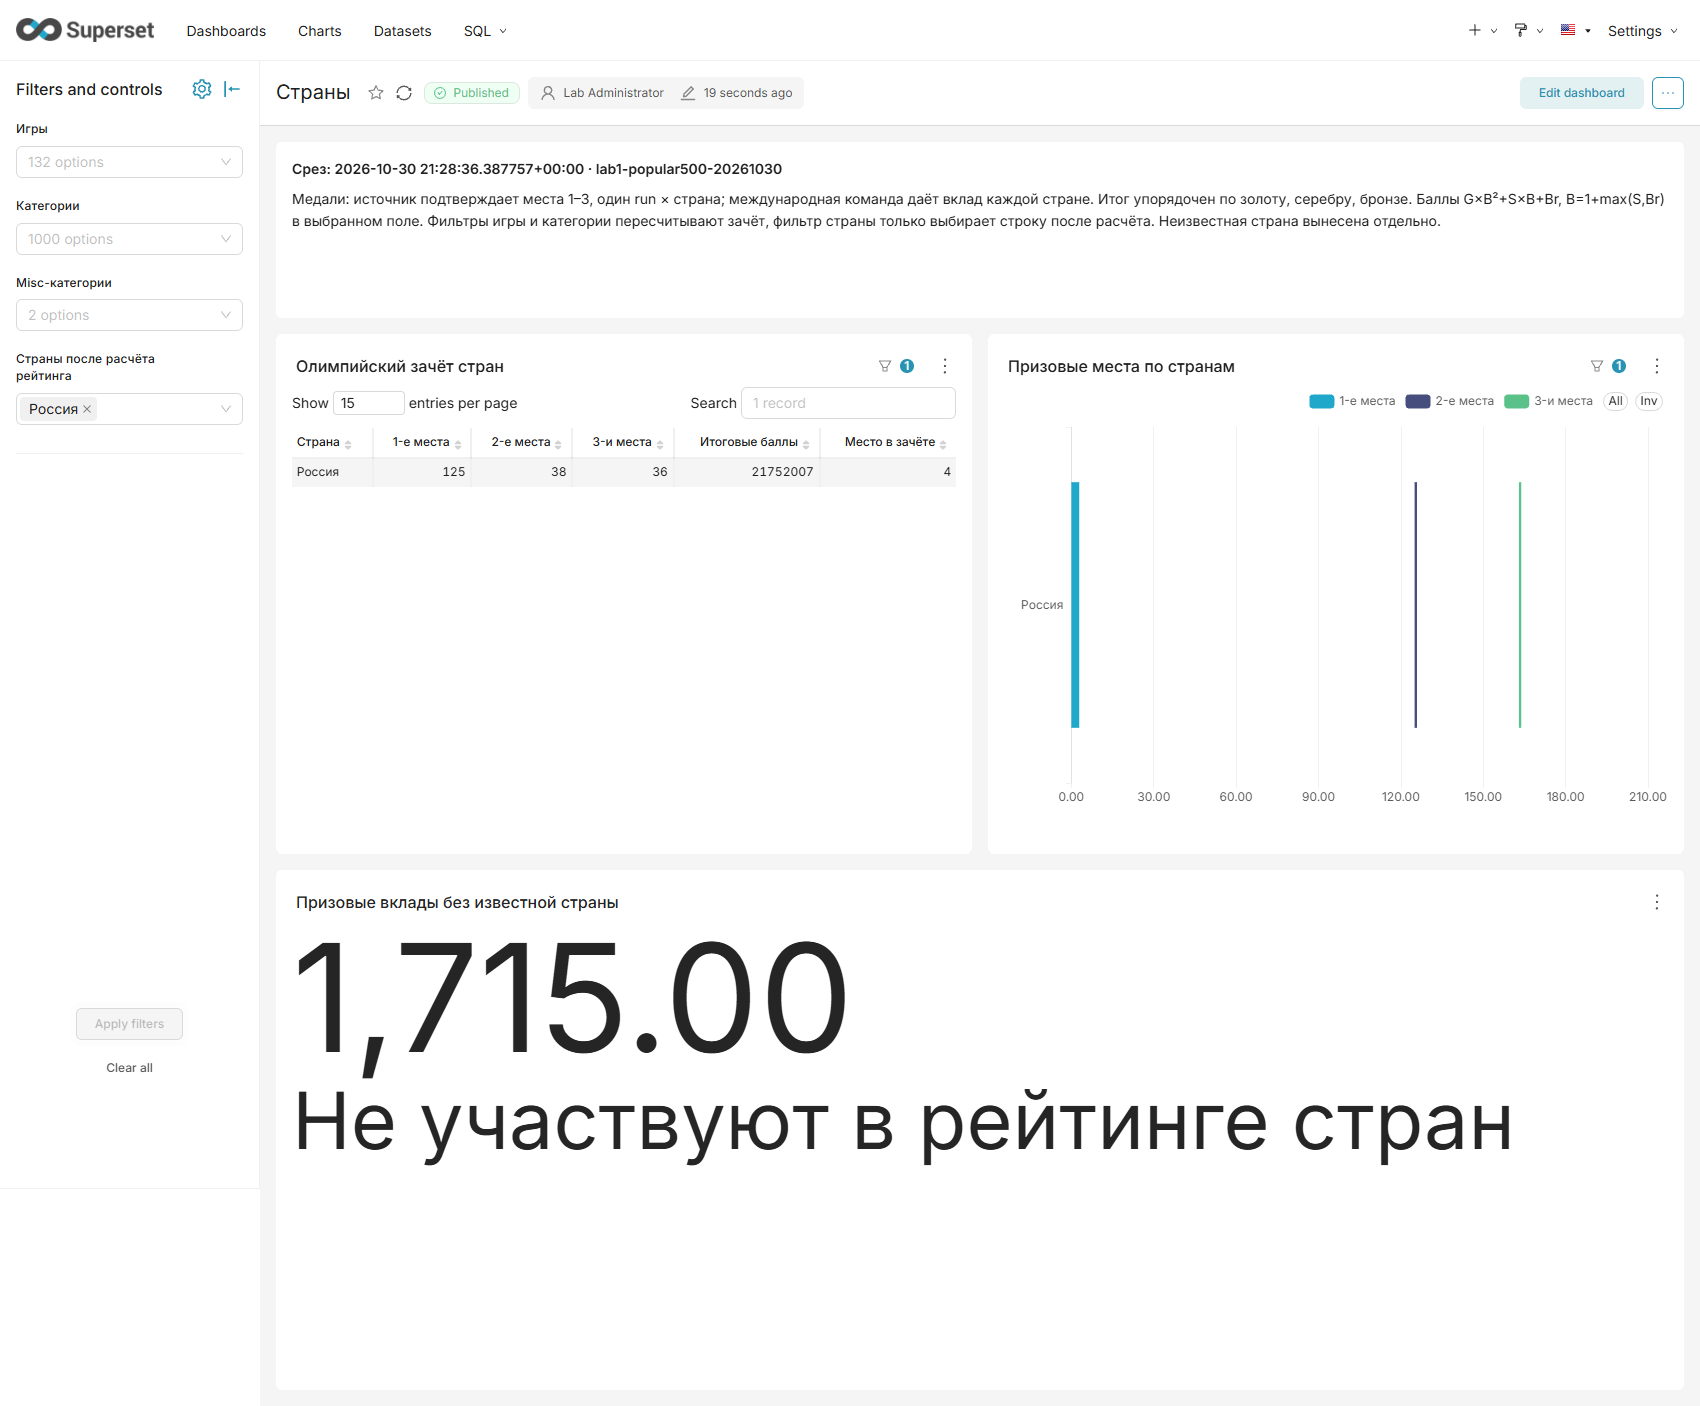 Superset Dashboards Charts Datasets SQL Settings
Filters and controls
Игры
132 options
Категории
1000 options
Misc-категории
2 options
Страны после расчёта
рейтинга
Россия
Apply filters
Clear all
Страны Published Lab Administrator 19 seconds ago Edit dashboard
Срез: 2026-10-30 21:28:36.387757+00:00 · lab1-popular500-20261030
Медали: источник подтверждает места 1–3, один run × страна; международная команда даёт вклад каждой стране. Итог упорядочен по золоту, серебру, бронзе. Баллы G×B²+S×B+Br, B=1+max(S,Br)
в выбранном поле. Фильтры игры и категории пересчитывают зачёт, фильтр страны только выбирает строку после расчёта. Неизвестная страна вынесена отдельно.
Олимпийский зачёт стран 1
Show 15 entries per page Search 1 record
Страна 1-е места 2-е места 3-и места Итоговые баллы Место в зачёте
Россия 125 38 36 21752007 4
Призовые места по странам 1
1-е места 2-е места 3-и места All Inv
Россия
0.00 30.00 60.00 90.00 120.00 150.00 180.00 210.00
Призовые вклады без известной страны
1,715.00
Не участвуют в рейтинге стран